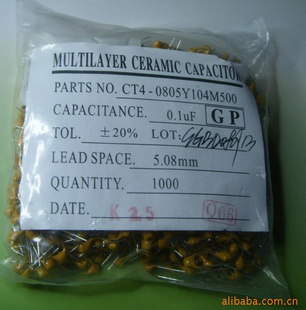 MULTILAYER CERAMIC CAPACITOR
PARTS NO. CT4-0805Y104M500
CAPACITANCE. 0.1uF GP
TOL. ±20% LOT:
LEAD SPACE. 5.08mm
QUANTITY. 1000
DATE. K 25
alibaba.com.cn